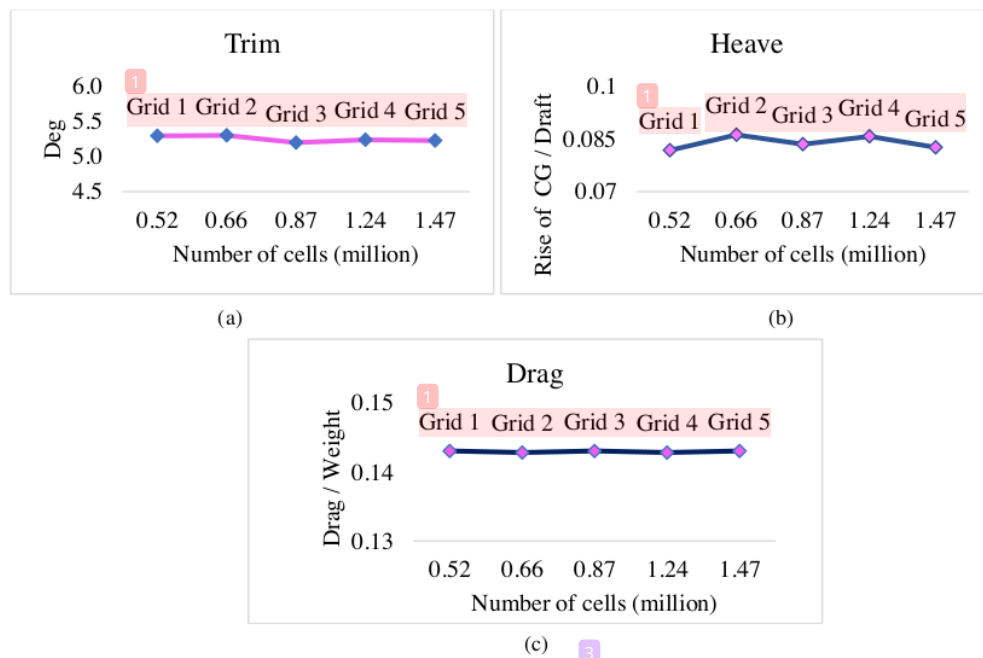 Trim
1
6.0
Grid 1 Grid 2 Grid 3 Grid 4 Grid 5
5.5
Deg
5.0
4.5
0.52 0.66 0.87 1.24 1.47
Number of cells (million)
(a)
Heave
1
0.1
Grid 1 Grid 2 Grid 3 Grid 4 Grid 5
0.085
Rise of CG / Draft
0.07
0.52 0.66 0.87 1.24 1.47
Number of cells (million)
(b)
Drag
1
0.15
Grid 1 Grid 2 Grid 3 Grid 4 Grid 5
Drag / Weight
0.14
0.13
0.52 0.66 0.87 1.24 1.47
Number of cells (million)
(c)
3